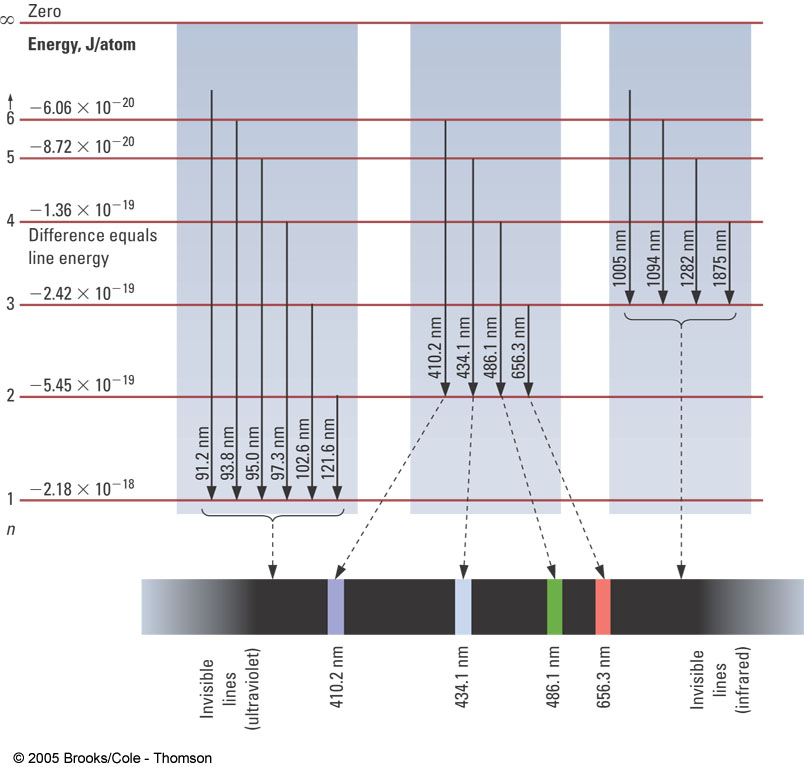 ∞ Zero
Energy, J/atom
6 −6.06 × 10−20
5 −8.72 × 10−20
4 −1.36 × 10−19
Difference equals
line energy
3 −2.42 × 10−19
2 −5.45 × 10−19
1 −2.18 × 10−18
n
91.2 nm
93.8 nm
95.0 nm
97.3 nm
102.6 nm
121.6 nm
410.2 nm
434.1 nm
486.1 nm
656.3 nm
1005 nm
1094 nm
1282 nm
1875 nm
Invisible
lines
(ultraviolet)
410.2 nm
434.1 nm
486.1 nm
656.3 nm
Invisible
lines
(infrared)
© 2005 Brooks/Cole - Thomson